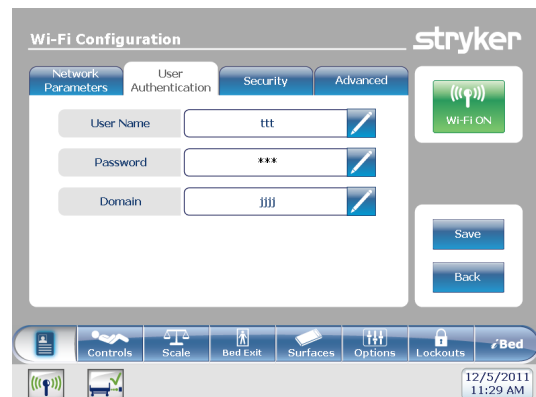 Wi-Fi Configuration
stryker
Network Parameters
User Authentication
Security
Advanced
Wi-Fi ON
User Name
ttt
Password
***
Domain
jjjj
Save
Back
Controls
Scale
Bed Exit
Surfaces
Options
Lockouts
iBed
12/5/2011
11:29 AM